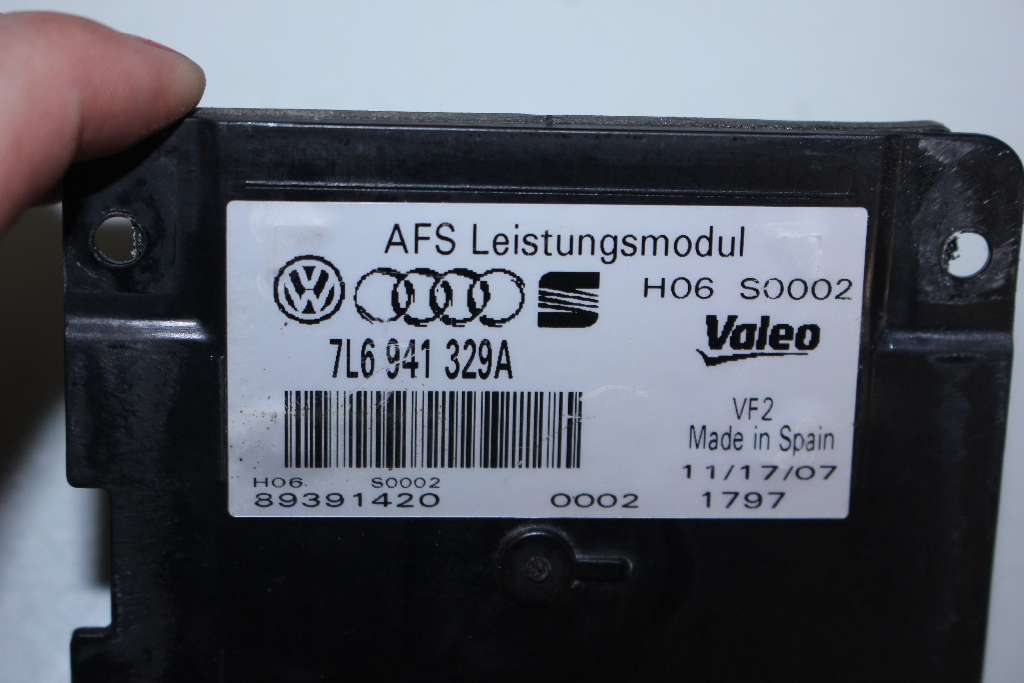 AFS Leistungsmodul
H06 S0002
Valeo
7L6 941 329A
VF2
Made in Spain
11/17/07
H06 S0002
89391420 0002 1797